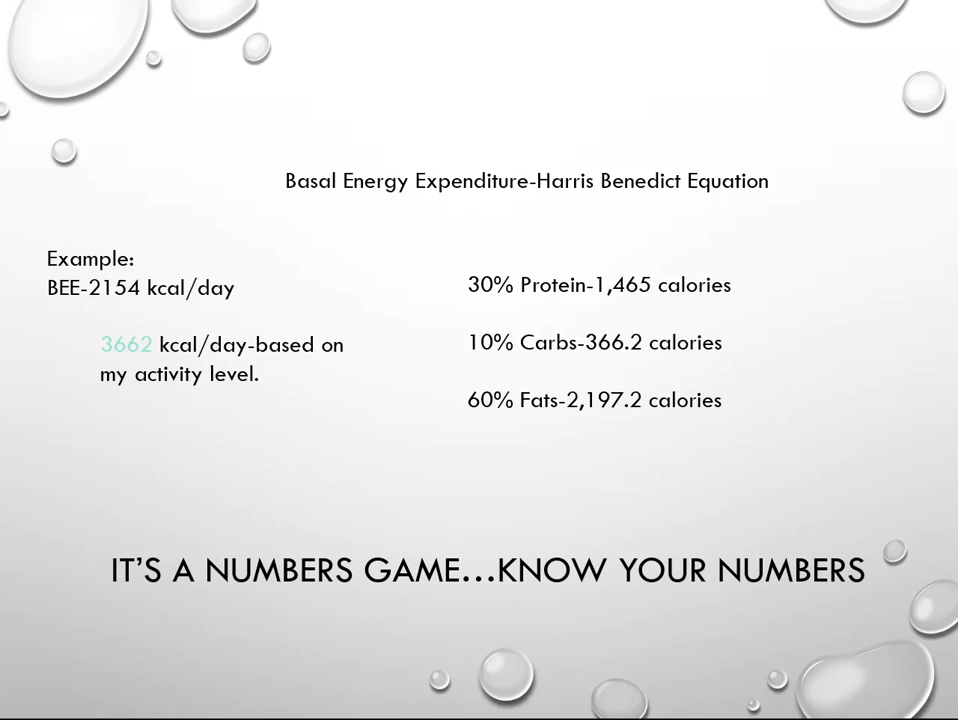 Basal Energy Expenditure-Harris Benedict Equation
Example:
BEE-2154 kcal/day
3662 kcal/day-based on
my activity level.
30% Protein-1,465 calories
10% Carbs-366.2 calories
60% Fats-2,197.2 calories
IT'S A NUMBERS GAME…KNOW YOUR NUMBERS